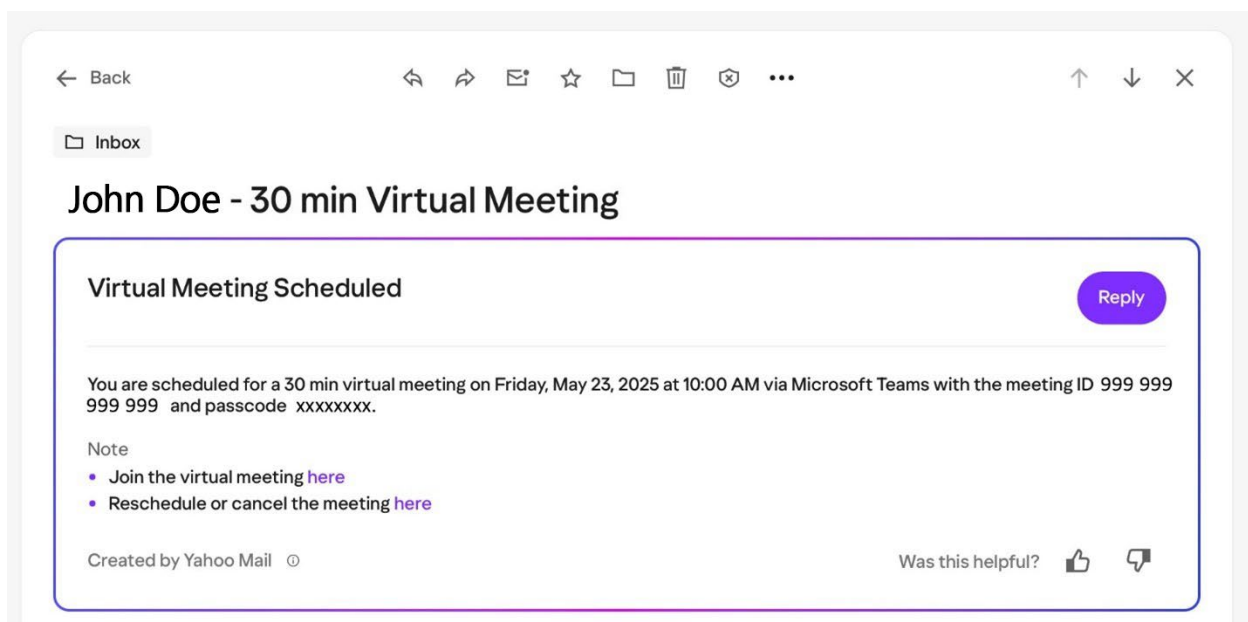 Back
Inbox
John Doe - 30 min Virtual Meeting
Virtual Meeting Scheduled
Reply
You are scheduled for a 30 min virtual meeting on Friday, May 23, 2025 at 10:00 AM via Microsoft Teams with the meeting ID 999 999
999 999 and passcode xxxxxxxx.
Note
• Join the virtual meeting here
• Reschedule or cancel the meeting here
Created by Yahoo Mail
Was this helpful?